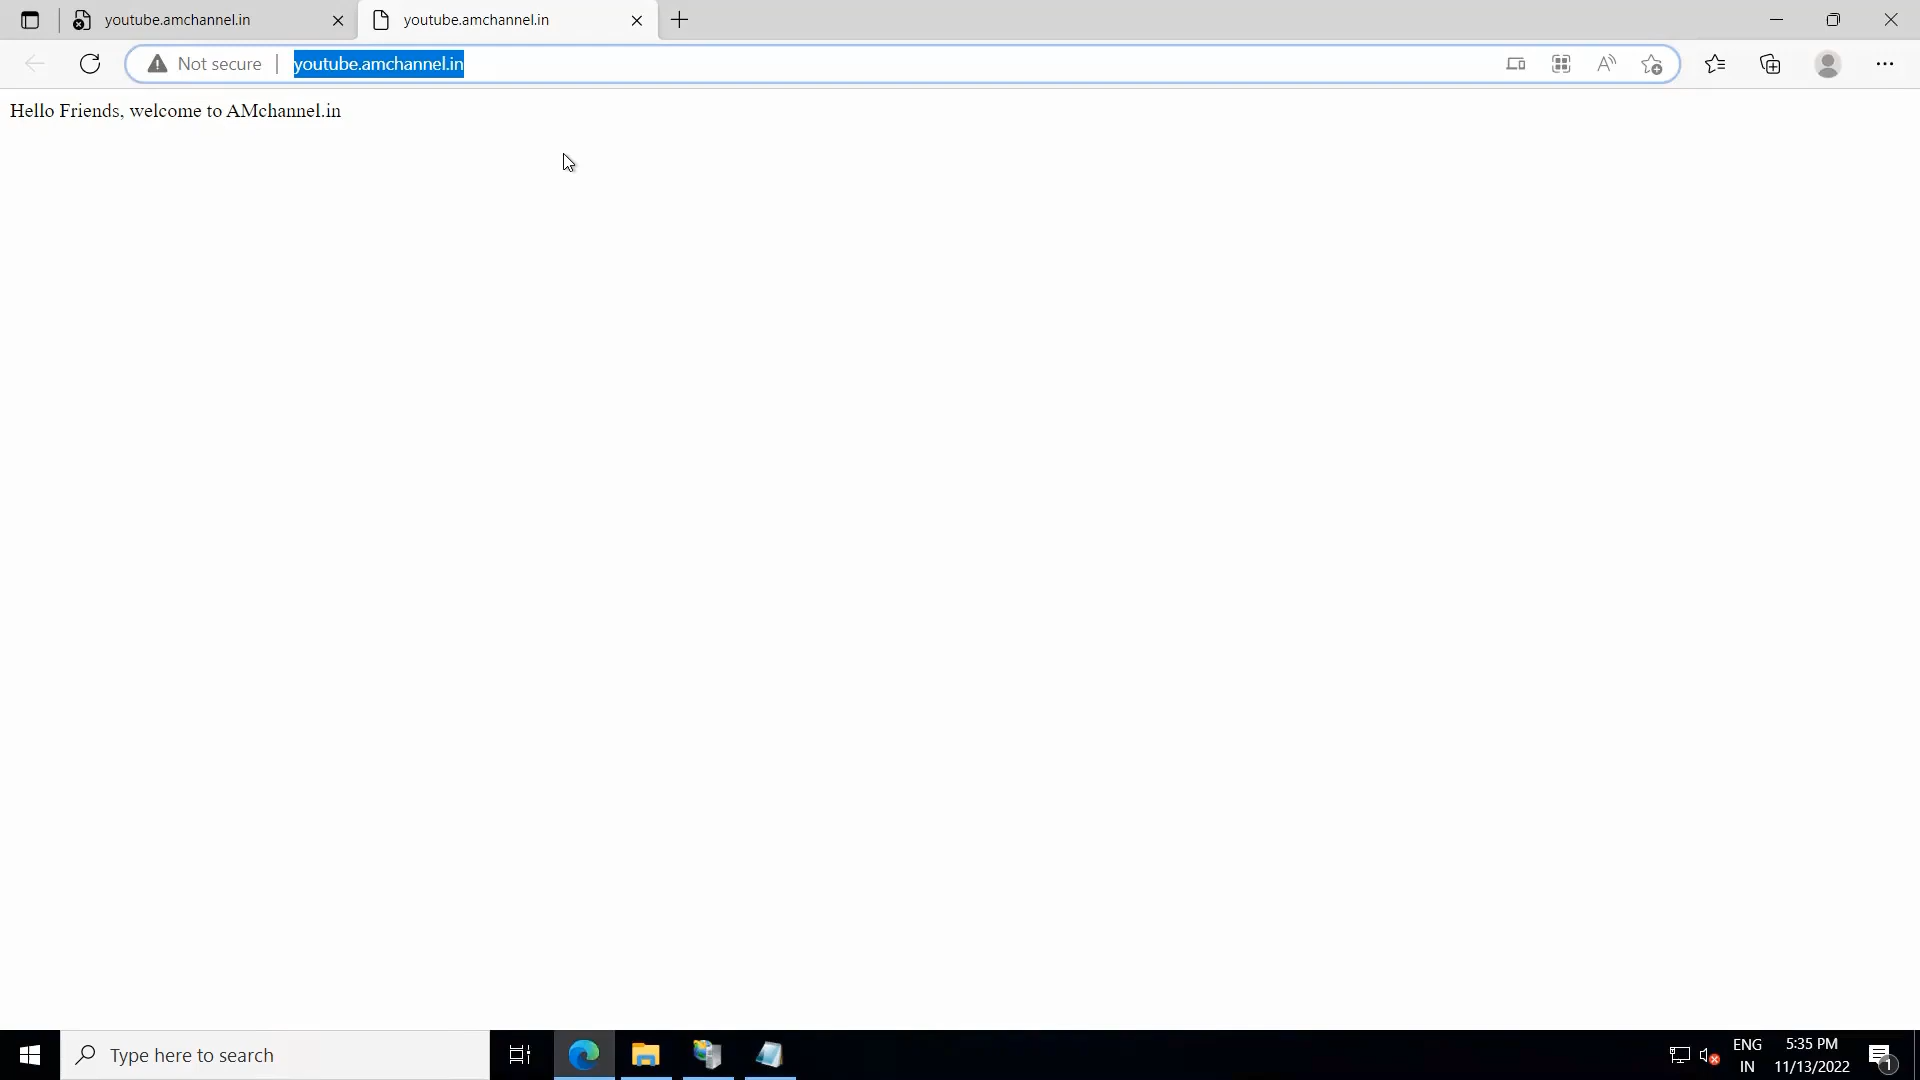 youtube.amchannel.in
youtube.amchannel.in
Not secure
youtube.amchannel.in
Hello Friends, welcome to AMchannel.in
Type here to search
ENG
IN
5:35 PM
11/13/2022
1